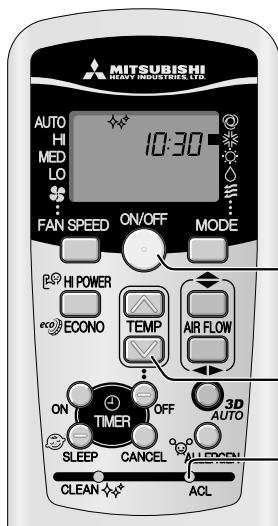 MITSUBISHI
HEAVY INDUSTRIES, LTD.
AUTO
HI
MED
LO
10:30
FAN SPEED
ON/OFF
MODE
HI POWER
eco ECONO
TEMP
AIR FLOW
ON
OFF
TIMER
3D
AUTO
SLEEP
CANCEL
ALLERGEN
CLEAN
ACL